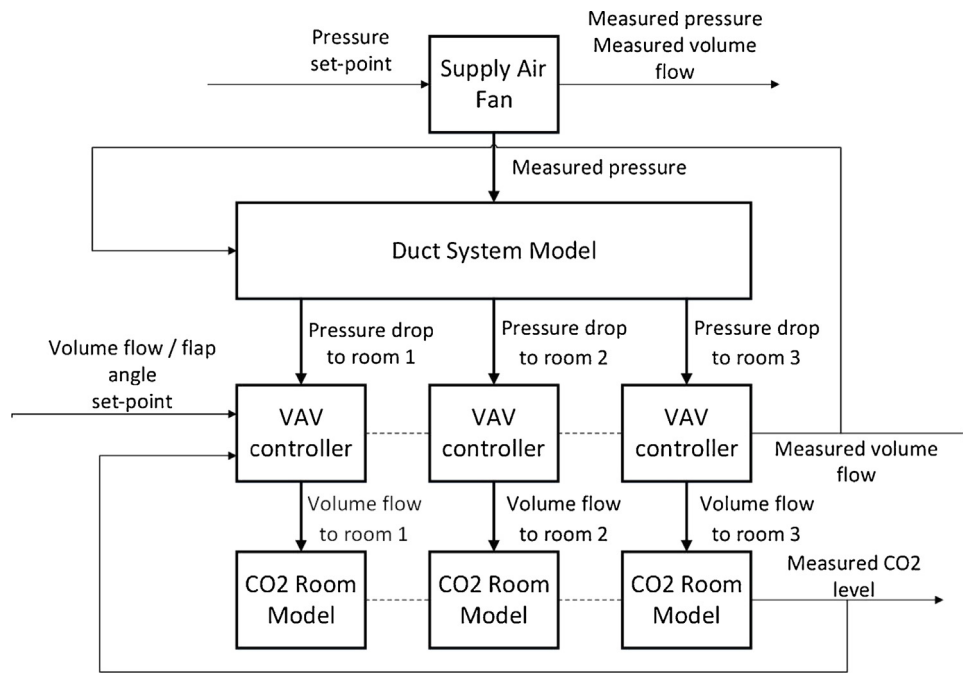 Measured pressure
Measured volume
flow
Pressure
set-point
Supply Air
Fan
Measured pressure
Duct System Model
Pressure drop
to room 1
Pressure drop
to room 2
Pressure drop
to room 3
Volume flow / flap
angle
set-point
VAV
controller
VAV
controller
VAV
controller
Measured volume
flow
Volume flow
to room 1
Volume flow
to room 2
Volume flow
to room 3
Measured CO2
level
CO2 Room
Model
CO2 Room
Model
CO2 Room
Model